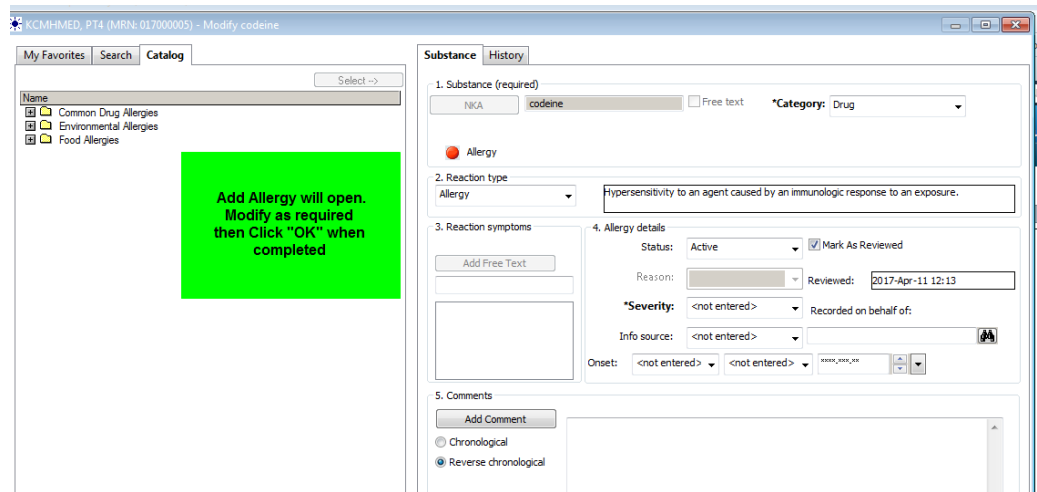 KCMHMED, PT4 (MRN: 017000005) - Modify codeine
My Favorites Search Catalog
Select -->
Name
Common Drug Allergies
Environmental Allergies
Food Allergies
Add Allergy will open.
Modify as required
then Click "OK" when
completed
Substance History
1. Substance (required)
NKA codeine Free text *Category: Drug
Allergy
2. Reaction type
Allergy Hypersensitivity to an agent caused by an immunologic response to an exposure.
3. Reaction symptoms
Add Free Text
4. Allergy details
Status: Active Mark As Reviewed
Reason: Reviewed: 2017-Apr-11 12:13
*Severity: <not entered> Recorded on behalf of:
Info source: <not entered>
Onset: <not entered> <not entered> ****-***-**
5. Comments
Add Comment
Chronological
Reverse chronological